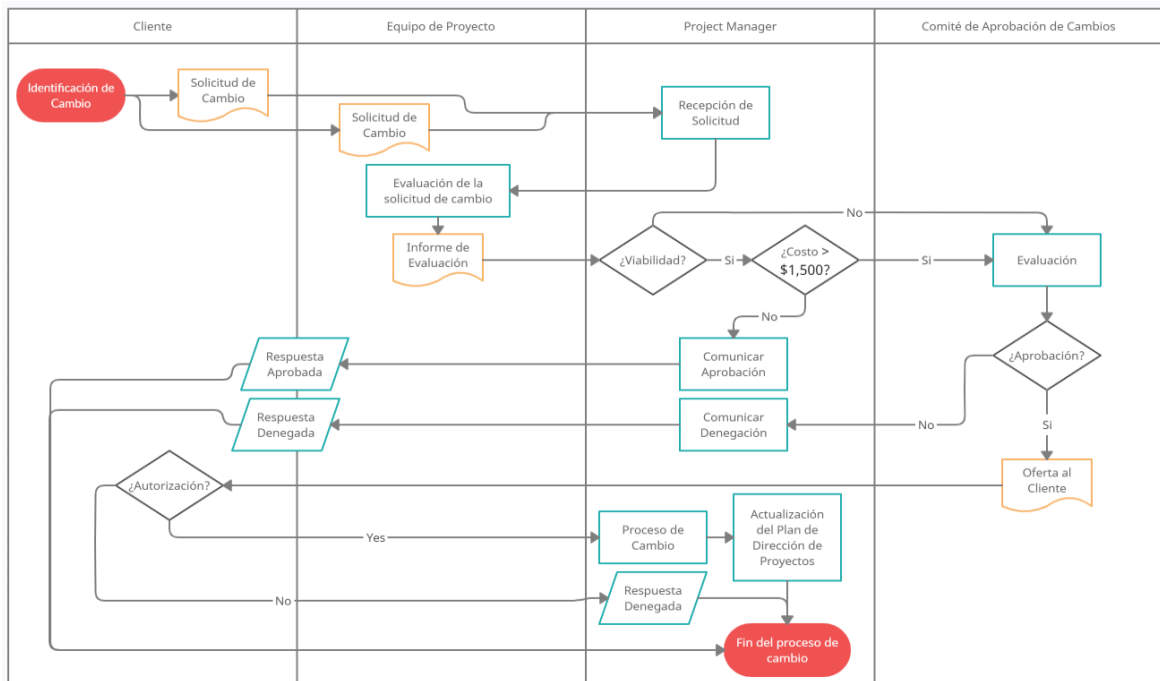 Cliente
Equipo de Proyecto
Project Manager
Comité de Aprobación de Cambios
Identificación de
Cambio
Solicitud de
Cambio
Solicitud de
Cambio
Recepción de
Solicitud
Evaluación de la
solicitud de cambio
Informe de
Evaluación
¿Viabilidad?
No
Si
¿Costo >
$1,500?
Si
No
Evaluación
¿Aprobación?
Respuesta
Aprobada
Comunicar
Aprobación
Respuesta
Denegada
Comunicar
Denegación
No
Si
Oferta al
Cliente
¿Autorización?
Yes
Proceso de
Cambio
Actualización
del Plan de
Dirección de
Proyectos
No
Respuesta
Denegada
Fin del proceso de
cambio